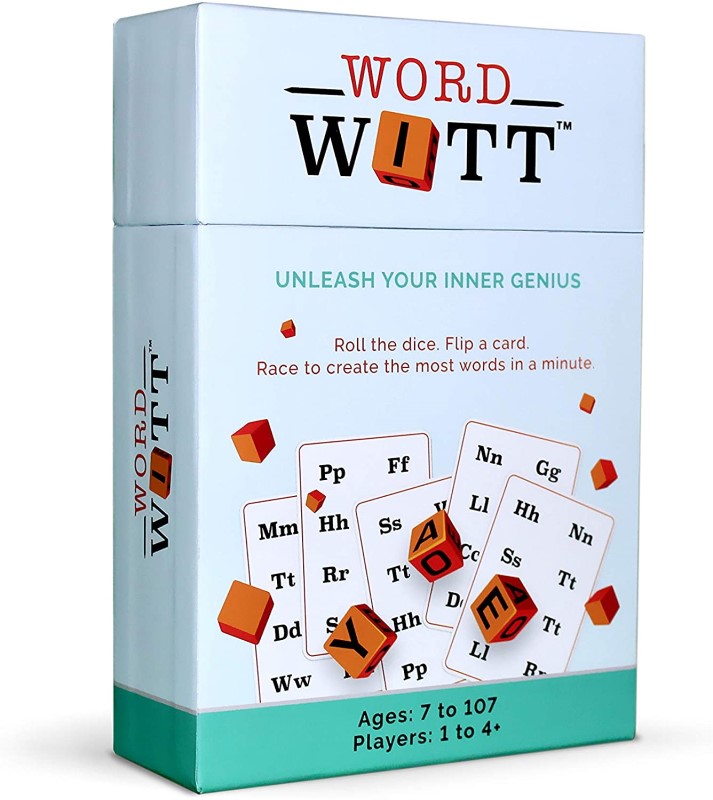 WORD
WITT™
UNLEASH YOUR INNER GENIUS
Roll the dice. Flip a card.
Race to create the most words in a minute.
WORD
WITT™
Mm
Tt
Dd
Ww
Pp Ff
Hh
Rr
Ss
Tt
Hh
Pp
Nn Gg
Ll
Cc
Hh Nn
Ss Tt
Tt
Ll
A
O
Y
E
Ages: 7 to 107
Players: 1 to 4+